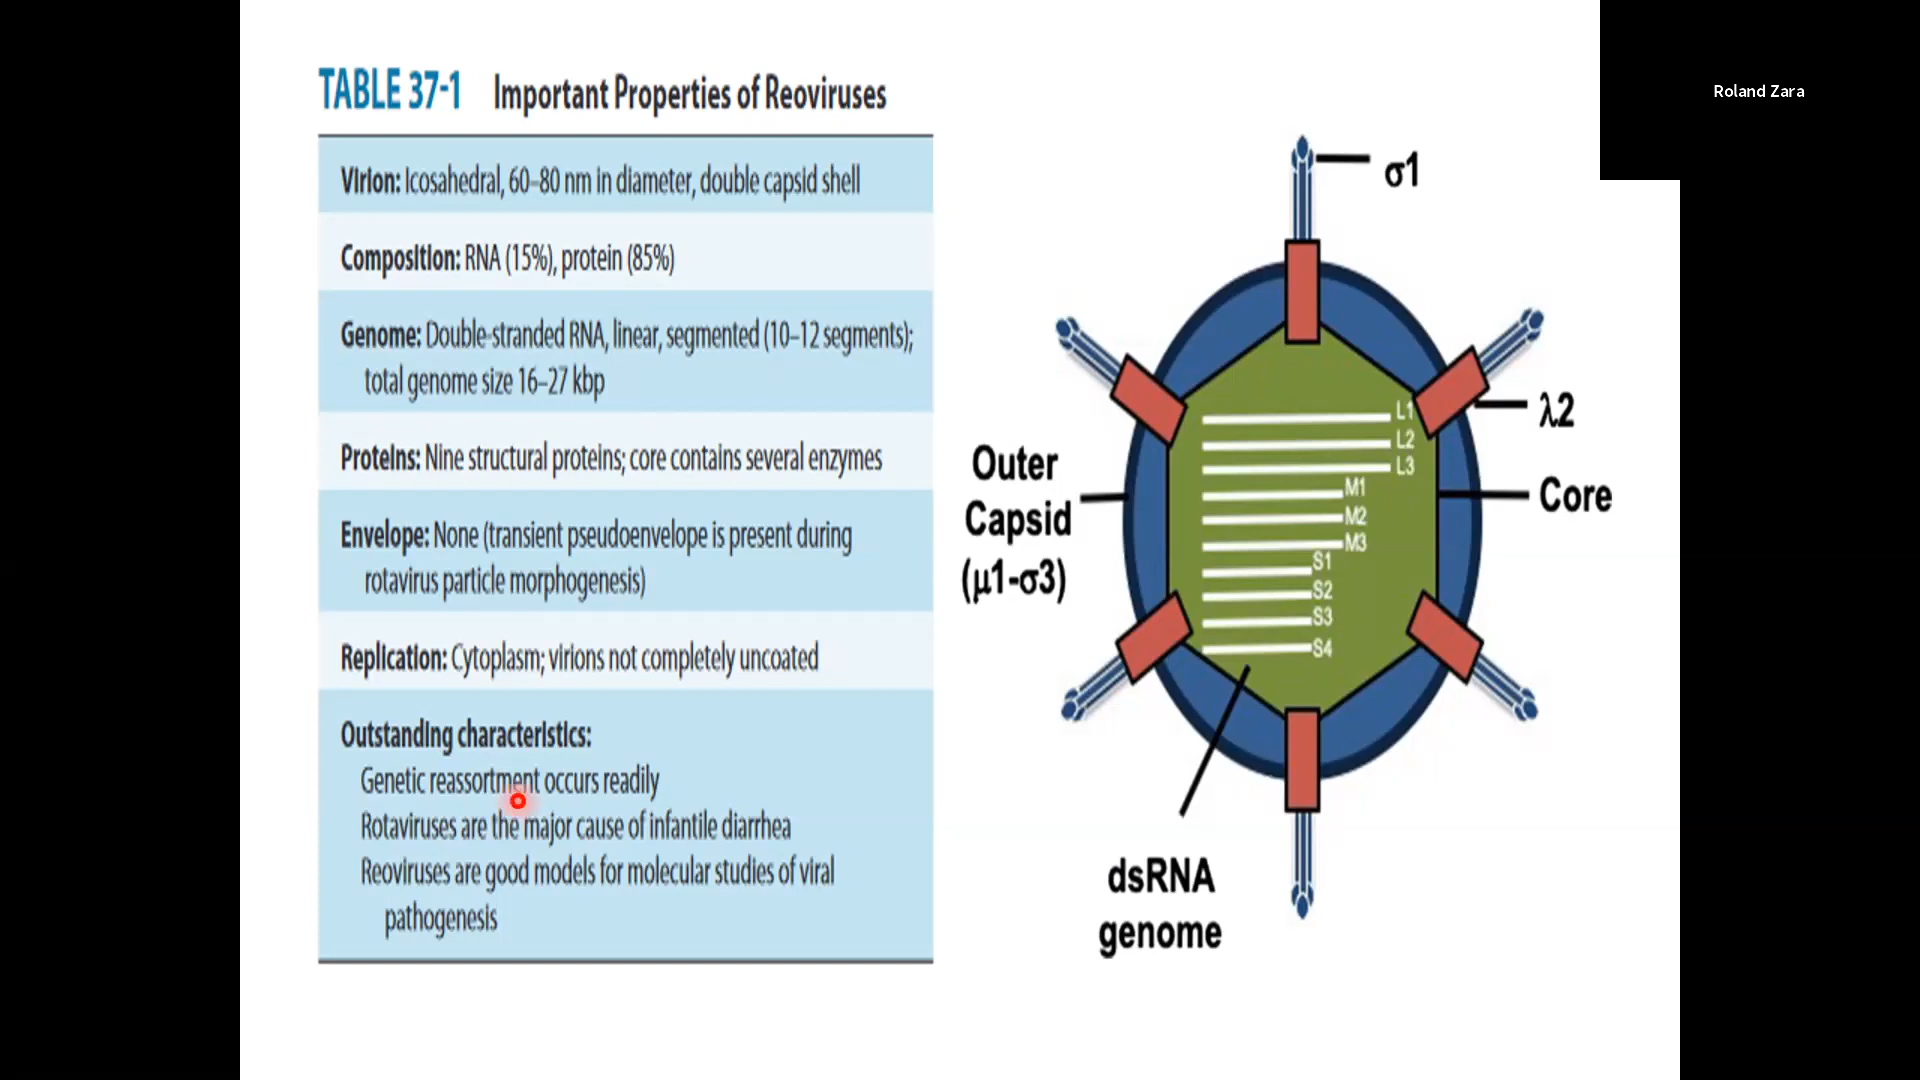 TABLE 37-1 Important Properties of Reoviruses
Virion: Icosahedral, 60–80 nm in diameter, double capsid shell
Composition: RNA (15%), protein (85%)
Genome: Double-stranded RNA, linear, segmented (10–12 segments);
total genome size 16–27 kbp
Proteins: Nine structural proteins; core contains several enzymes
Envelope: None (transient pseudoenvelope is present during
rotavirus particle morphogenesis)
Replication: Cytoplasm; virions not completely uncoated
Outstanding characteristics:
Genetic reassortment occurs readily
Rotaviruses are the major cause of infantile diarrhea
Reoviruses are good models for molecular studies of viral
pathogenesis
σ1
λ2
Core
Outer
Capsid
(μ1-σ3)
L1
L2
L3
M1
M2
M3
S1
S2
S3
S4
dsRNA
genome
Roland Zara